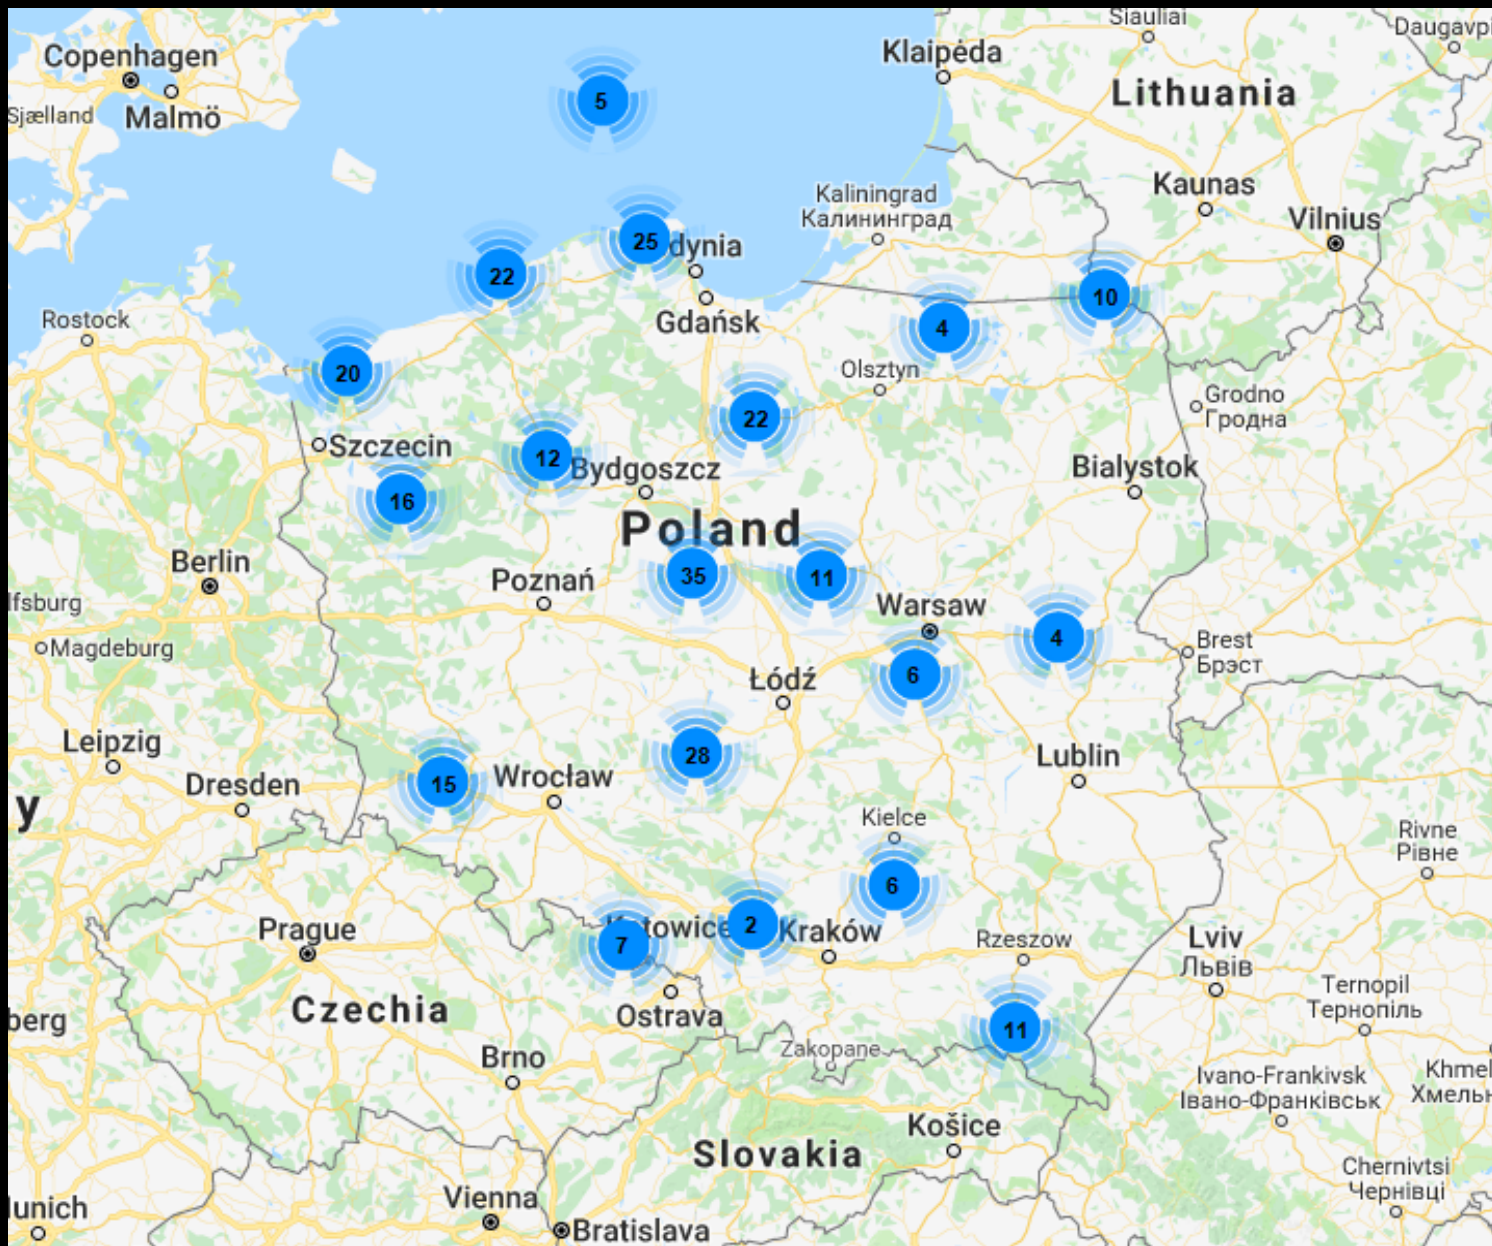 Siauliai
Daugavpi
Copenhagen
Klaipėda
Lithuania
Sjælland
Malmö
5
Kaunas
Kaliningrad
Калининград
Vilnius
25
dynia
22
10
Gdańsk
Rostock
4
20
Olsztyn
Grodno
Гродна
22
Szczecin
12
Bydgoszcz
Bialystok
16
Poland
Berlin
Poznań
35
11
Warsaw
lfsburg
Magdeburg
4
Brest
Брэст
6
Łódź
Leipzig
28
Lublin
Dresden
15
Wrocław
y
Kielce
Rivne
Рівне
6
Prague
7
Katowice
2
Kraków
Rzeszow
Lviv
Львів
Czechia
Ostrava
Ternopil
Тернопіль
berg
11
Brno
Zakopane
Ivano-Frankivsk
Івано-Франківськ
Khmel
Хмельн
Košice
Slovakia
Chernivtsi
Чернівці
Vienna
unich
Bratislava